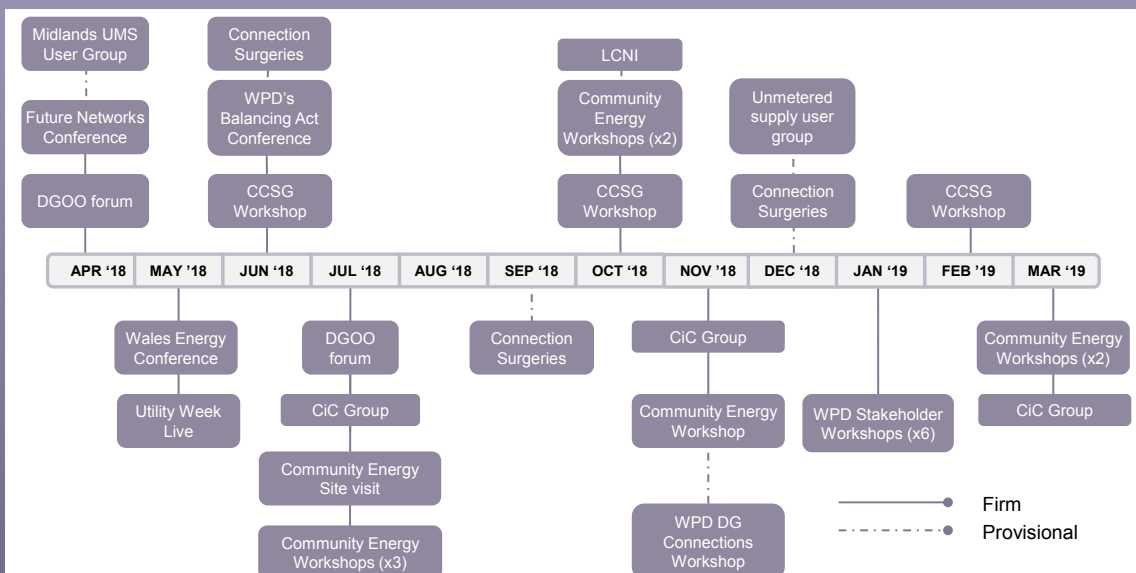 Midlands UMS
User Group
Future Networks
Conference
DGOO forum
Connection
Surgeries
WPD's
Balancing Act
Conference
CCSG
Workshop
LCNI
Community
Energy
Workshops (x2)
CCSG
Workshop
Unmetered
supply user
group
Connection
Surgeries
CCSG
Workshop
APR '18
MAY '18
JUN '18
JUL '18
AUG '18
SEP '18
OCT '18
NOV '18
DEC '18
JAN '19
FEB '19
MAR '19
Wales Energy
Conference
Utility Week
Live
DGOO
forum
CiC Group
Community Energy
Site visit
Community Energy
Workshops (x3)
Connection
Surgeries
CiC Group
Community Energy
Workshop
WPD DG
Connections
Workshop
WPD Stakeholder
Workshops (x6)
Community Energy
Workshops (x2)
CiC Group
Firm
Provisional